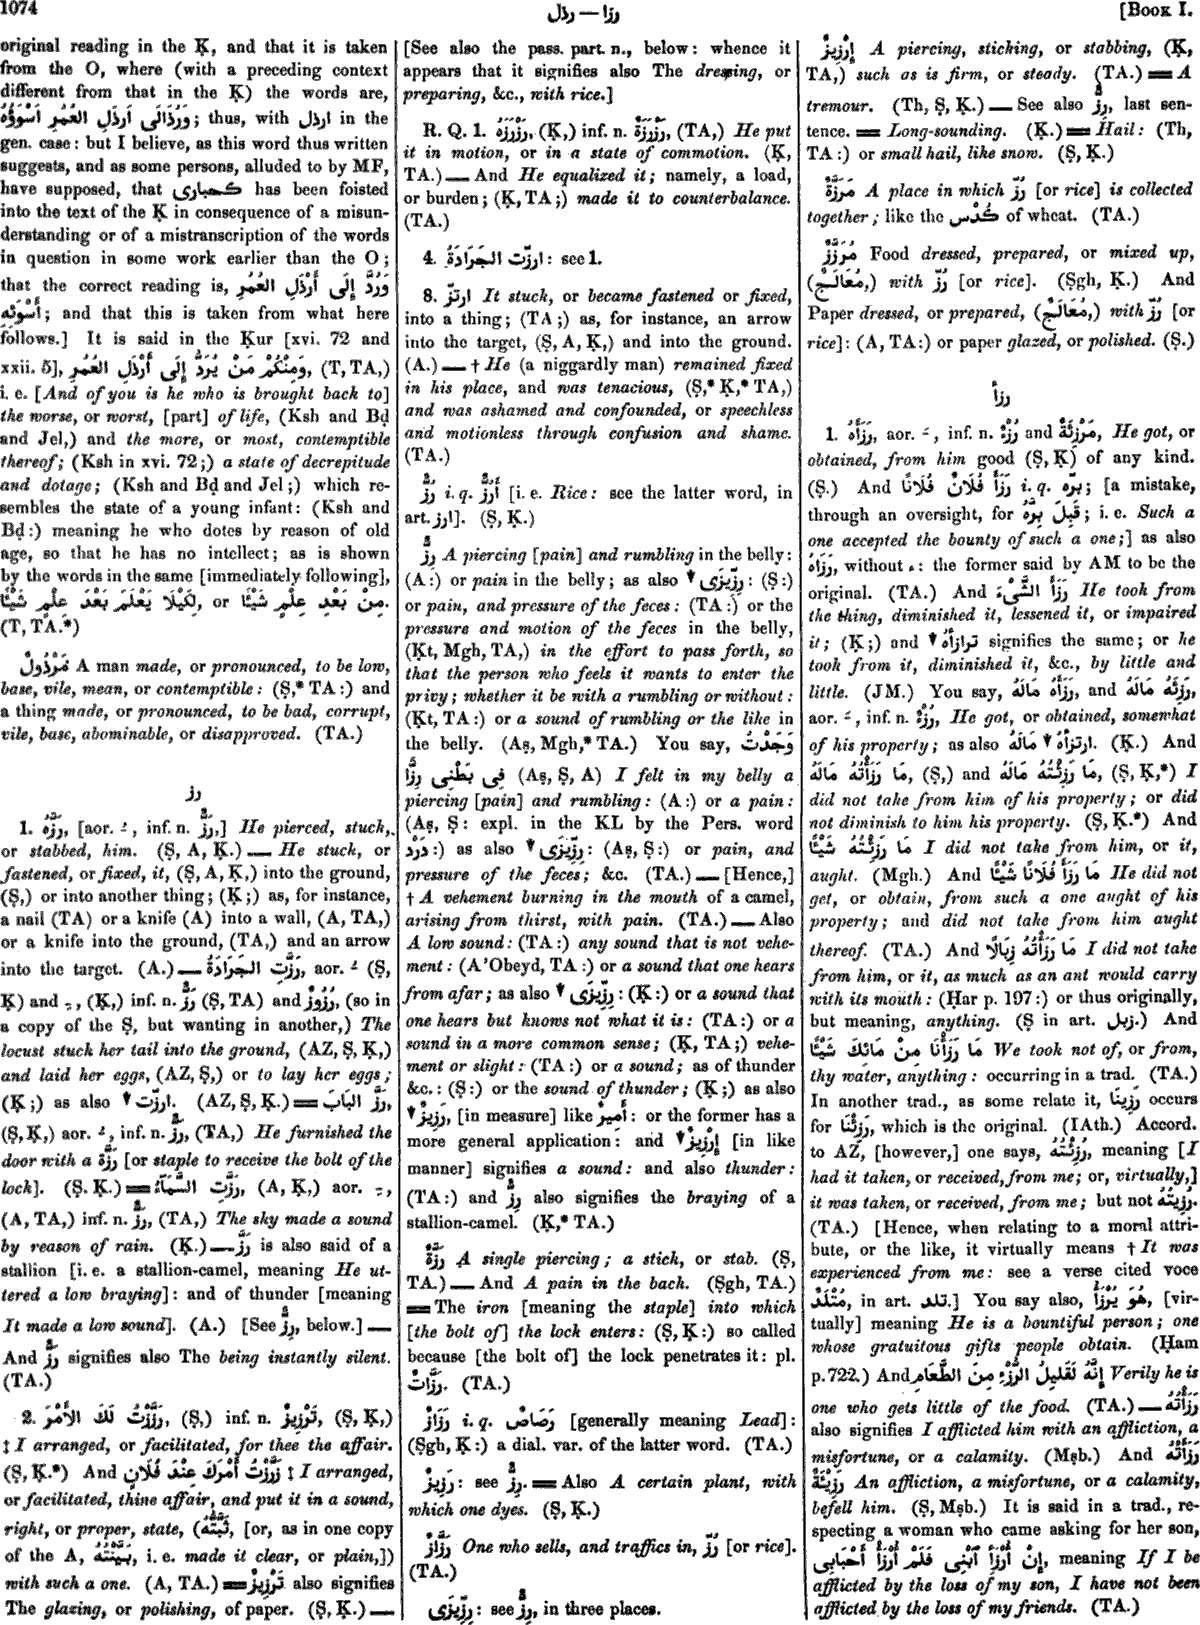 1074
رذل — رزأ
[BOOK I.
original reading in the Ḳ, and that it is taken
from the O, where (with a preceding context
different from that in the Ḳ) the words are,
وَرُذَالَى أَرذَلِ العُمُرِ أَسْوَؤُهُ; thus, with ارذل in the
gen. case: but I believe, as this word thus written
suggests, and as some persons, alluded to by MF,
have supposed, that كحبارى has been foisted
into the text of the Ḳ in consequence of a misun-
derstanding or of a mistranscription of the words
in question in some work earlier than the O;
that the correct reading is, وَرُدَّ إِلَى أَرْذَلِ العُمُرِ
أَسْوَئِهِ; and that this is taken from what here
follows.] It is said in the Ḳur [xvi. 72 and
xxii. 5], وَمِنْكُمْ مَنْ يُرَدُّ إِلَى أَرْذَلِ العُمُرِ, (T, TA,)
i. e. [And of you is he who is brought back to]
the worse, or worst, [part] of life, (Ksh and Bḍ
and Jel,) and the more, or most, contemptible
thereof; (Ksh in xvi. 72;) a state of decrepitude
and dotage; (Ksh and Bḍ and Jel;) which re-
sembles the state of a young infant: (Ksh and
Bḍ:) meaning he who dotes by reason of old
age, so that he has no intellect; as is shown
by the words in the same [immediately following],
لِكَيْلَا يَعْلَمَ بَعْدَ عِلْمٍ شَيْئًا, or مِنْ بَعْدِ عِلْمٍ شَيْئًا.
(T, TA.*)
مَرْذُولٌ A man made, or pronounced, to be low,
base, vile, mean, or contemptible: (Ṣ,* TA:) and
a thing made, or pronounced, to be bad, corrupt,
vile, base, abominable, or disapproved. (TA.)
رز
1. رَزَّهُ, [aor. ـُ, inf. n. رَزٌّ,] He pierced, stuck,
or stabbed, him. (Ṣ, A, Ḳ.) — He stuck, or
fastened, or fixed, it, (Ṣ, A, Ḳ,) into the ground,
(Ṣ,) or into another thing; (Ḳ;) as, for instance,
a nail (TA) or a knife (A) into a wall, (A, TA,)
or a knife into the ground, (TA,) and an arrow
into the target. (A.) — رَزَّتِ الجَرَادَةُ, aor. ـُ (Ṣ,
Ḳ) and ـِ, (Ḳ,) inf. n. رَزٌّ (Ṣ, TA) and رُزُوزٌ, (so in
a copy of the Ṣ, but wanting in another,) The
locust stuck her tail into the ground, (AZ, Ṣ, Ḳ,)
and laid her eggs, (AZ, Ṣ,) or to lay her eggs;
(Ḳ;) as also ▼ ارزّت. (AZ, Ṣ, Ḳ.) ═ رَزَّ البَابَ,
(Ṣ, Ḳ,) aor. ـُ, inf. n. رَزٌّ, (TA,) He furnished the
door with a رَزَّة [or staple to receive the bolt of the
lock]. (Ṣ. Ḳ.) ═ رَزَّتِ السَّمَآءُ, (A, Ḳ,) aor. ـِ,
(A, TA,) inf. n. رَزٌّ, (TA,) The sky made a sound
by reason of rain. (Ḳ.) — رَزَّ is also said of a
stallion [i. e. a stallion-camel, meaning He ut-
tered a low braying]: and of thunder [meaning
It made a low sound]. (A.) [See رِزٌّ, below.] —
And رَزٌّ signifies also The being instantly silent.
(TA.)
2. رَزَّزْتُ لَكَ الأَمْرَ, (Ṣ,) inf. n. تَرْزِيزٌ, (Ṣ, Ḳ,)
‡ I arranged, or facilitated, for thee the affair.
(Ṣ, Ḳ.*) And رَزَّزْتُ أَمْرَكَ عِنْدَ فُلَانٍ ‡ I arranged,
or facilitated, thine affair, and put it in a sound,
right, or proper, state, (ثَبَّتُّهُ, [or, as in one copy
of the A, بَيَّنْتُهُ, i. e. made it clear, or plain,])
with such a one. (A, TA.) ═ تَرْزِيزٌ also signifies
The glazing, or polishing, of paper. (Ṣ, Ḳ.) —
[See also the pass. part. n., below: whence it
appears that it signifies also The dressing, or
preparing, &c., with rice.]
R. Q. 1. رَزْرَزَهُ, (Ḳ,) inf. n. رَزْرَزَةٌ, (TA,) He put
it in motion, or in a state of commotion. (Ḳ,
TA.) — And He equalized it; namely, a load,
or burden; (Ḳ, TA;) made it to counterbalance.
(TA.)
4. ارزّت الجَرَادَةُ: see 1.
8. ارتزّ It stuck, or became fastened or fixed,
into a thing; (TA;) as, for instance, an arrow
into the target, (Ṣ, A, Ḳ,) and into the ground.
(A.) — † He (a niggardly man) remained fixed
in his place, and was tenacious, (Ṣ,* Ḳ,* TA,)
and was ashamed and confounded, or speechless
and motionless through confusion and shame.
(TA.)
رُزٌّ i. q. أُرُزٌّ [i. e. Rice: see the latter word, in
art. ارز]. (Ṣ, Ḳ.)
رِزٌّ A piercing [pain] and rumbling in the belly:
(A:) or pain in the belly; as also ▼ رِزِّيزَى: (Ṣ:)
or pain, and pressure of the feces: (TA:) or the
pressure and motion of the feces in the belly,
(Ḳt, Mgh, TA,) in the effort to pass forth, so
that the person who feels it wants to enter the
privy; whether it be with a rumbling or without:
(Ḳt, TA:) or a sound of rumbling or the like in
the belly. (Aṣ, Mgh,* TA.) You say, وَجَدْتُ
فِى بَطْنِى رِزًّا (Aṣ, Ṣ, A) I felt in my belly a
piercing [pain] and rumbling: (A:) or a pain:
(Aṣ, Ṣ: expl. in the KL by the Pers. word
دَرْد:) as also ▼ رِزِّيزَى: (Aṣ, Ṣ:) or pain, and
pressure of the feces; &c. (TA.) — [Hence,]
† A vehement burning in the mouth of a camel,
arising from thirst, with pain. (TA.) — Also
A low sound: (TA:) any sound that is not vehe-
ment: (A'Obeyd, TA:) or a sound that one hears
from afar; as also ▼ رِزِّيزَى: (Ḳ:) or a sound that
one hears but knows not what it is: (TA:) or a
sound in a more common sense; (Ḳ, TA;) vehe-
ment or slight: (TA:) or a sound; as of thunder
&c.: (Ṣ:) or the sound of thunder; (Ḳ;) as also
▼ رَزِيزٌ, [in measure] like أَمِيرٌ: or the former has a
more general application: and ▼ إِرْزِيزٌ [in like
manner] signifies a sound: and also thunder:
(TA:) and رِزٌّ also signifies the braying of a
stallion-camel. (Ḳ,* TA.)
رَزَّةٌ A single piercing; a stick, or stab. (Ṣ,
TA.) — And A pain in the back. (Ṣgh, TA.)
═ The iron [meaning the staple] into which
[the bolt of] the lock enters: (Ṣ, Ḳ:) so called
because [the bolt of] the lock penetrates it: pl.
رَزَّاتٌ. (TA.)
رَزَازٌ i. q. رَصَاصٌ [generally meaning Lead]:
(Ṣgh, Ḳ:) a dial. var. of the latter word. (TA.)
رَزِيزٌ: see رِزٌّ. ═ Also A certain plant, with
which one dyes. (Ṣ, Ḳ.)
رَزَّازٌ One who sells, and traffics in, رُزّ [or rice].
(TA.)
رِزِّيزَى: see رِزٌّ, in three places.
إِرْزِيزٌ A piercing, sticking, or stabbing, (Ḳ,
TA,) such as is firm, or steady. (TA.) ═ A
tremour. (Th, Ṣ, Ḳ.) — See also رِزٌّ, last sen-
tence. ═ Long-sounding. (Ḳ.) ═ Hail: (Th,
TA:) or small hail, like snow. (Ṣ, Ḳ.)
مَرَزَّةٌ A place in which رُزّ [or rice] is collected
together; like the كُدْس of wheat. (TA.)
مُرَزَّزٌ Food dressed, prepared, or mixed up,
(مُعَالَجٌ,) with رُزّ [or rice]. (Ṣgh, Ḳ.) And
Paper dressed, or prepared, (مُعَالَجٌ,) with رُزّ [or
rice]: (A, TA:) or paper glazed, or polished. (Ṣ.)
رزأ
1. رَزَأَهُ, aor. ـَ, inf. n. رُزْءٌ and مَرْزِئَةٌ, He got, or
obtained, from him good (Ṣ, Ḳ) of any kind.
(Ṣ.) And رَزَأَ فُلَانٌ فُلَانًا i. q. بَرَّهُ; [a mistake,
through an oversight, for قَبِلَ بِرَّهُ; i. e. Such a
one accepted the bounty of such a one;] as also
رَزَاهُ, without ء: the former said by AM to be the
original. (TA.) And رَزَأَ الشَّىْءَ He took from
the thing, diminished it, lessened it, or impaired
it; (Ḳ;) and ▼ ترازأهُ signifies the same; or he
took from it, diminished it, &c., by little and
little. (JM.) You say, رَزَأَهُ مَالَهُ, and رَزِئَهُ مَالَهُ,
aor. ـَ, inf. n. رُزْءٌ, He got, or obtained, somewhat
of his property; as also ▼ ارتزأهُ مَالَهُ. (Ḳ.) And
مَا رَزَأْتُهُ مَالَهُ, (Ṣ,) and مَا رَزِئْتُهُ مَالَهُ, (Ṣ, Ḳ,*) I
did not take from him of his property; or did
not diminish to him his property. (Ṣ, Ḳ.*) And
مَا رَزِئْتُهُ شَيْئًا I did not take from him, or it,
aught. (Mgh.) And مَا رَزَأَ فُلَانًا شَيْئًا He did not
get, or obtain, from such a one aught of his
property; and did not take from him aught
thereof. (TA.) And مَا رَزَأْتُهُ زِبَالًا I did not take
from him, or it, as much as an ant would carry
with its mouth: (Ḥar p. 197:) or thus originally,
but meaning, anything. (Ṣ in art. زبل.) And
مَا رَزَأْنَا مِنْ مَائِكَ شَيْئًا We took not of, or from,
thy water, anything: occurring in a trad. (TA.)
In another trad., as some relate it, رَزِينَا occurs
for رَزِئْنَا, which is the original. (IAth.) Accord.
to AZ, [however,] one says, رُزِئْتُهُ, meaning [I
had it taken, or received, from me; or, virtually,]
it was taken, or received, from me; but not رُزِيتُهُ.
(TA.) [Hence, when relating to a moral attri-
bute, or the like, it virtually means † It was
experienced from me: see a verse cited voce
مُتْلَدٌ, in art. تلد.] You say also, هُوَ يُرْزَأُ, [vir-
tually] meaning He is a bountiful person; one
whose gratuitous gifts people obtain. (Ḥam
p. 722.) And إِنَّهُ لَقَلِيلُ الرُّزْءِ مِنَ الطَّعَامِ Verily he is
one who gets little of the food. (TA.) — رَزَأَتْهُ
also signifies I afflicted him with an affliction, a
misfortune, or a calamity. (Mṣb.) And رَزَأَتْهُ
رَزِيْئَةٌ An affliction, a misfortune, or a calamity,
befell him. (Ṣ, Mṣb.) It is said in a trad., re-
specting a woman who came asking for her son,
إِنْ أُرْزَأِ ٱبْنِى فَلَمْ أُرْزَأْ أَحْبَابِى, meaning If I be
afflicted by the loss of my son, I have not been
afflicted by the loss of my friends. (TA.)